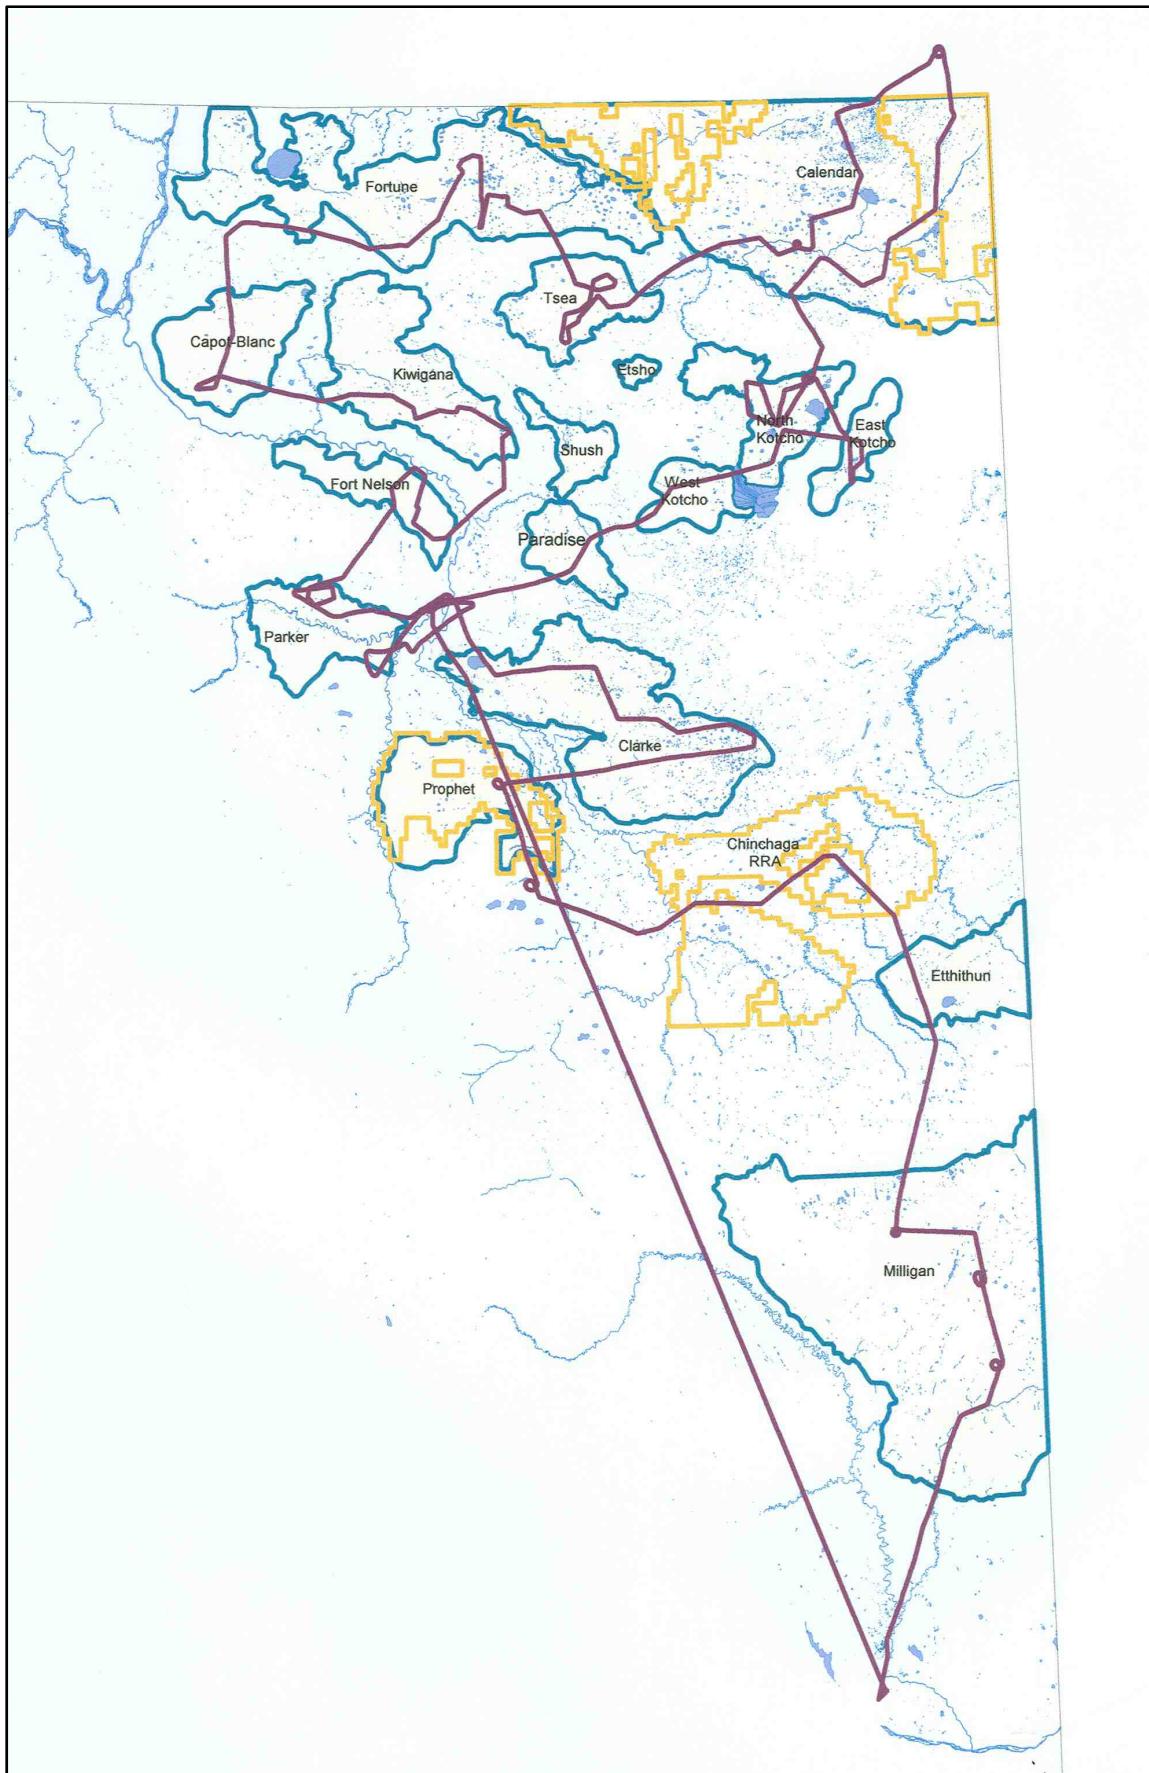 Fortune
Calendar
Tsea
Capot-Blanc
Kiwigana
Etsho
North
Kotcho
East
Kotcho
Shush
Fort Nelson
West
Kotcho
Paradise
Parker
Clarke
Prophet
Chinchaga
RRA
Etthithun
Milligan